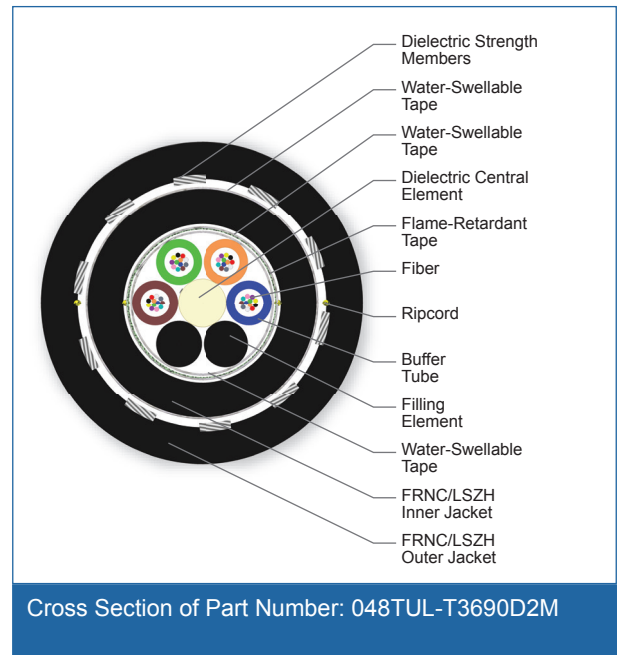 Dielectric Strength
Members
Water-Swellable
Tape
Water-Swellable
Tape
Dielectric Central
Element
Flame-Retardant
Tape
Fiber
Ripcord
Buffer
Tube
Filling
Element
Water-Swellable
Tape
FRNC/LSZH
Inner Jacket
FRNC/LSZH
Outer Jacket
Cross Section of Part Number: 048TUL-T3690D2M